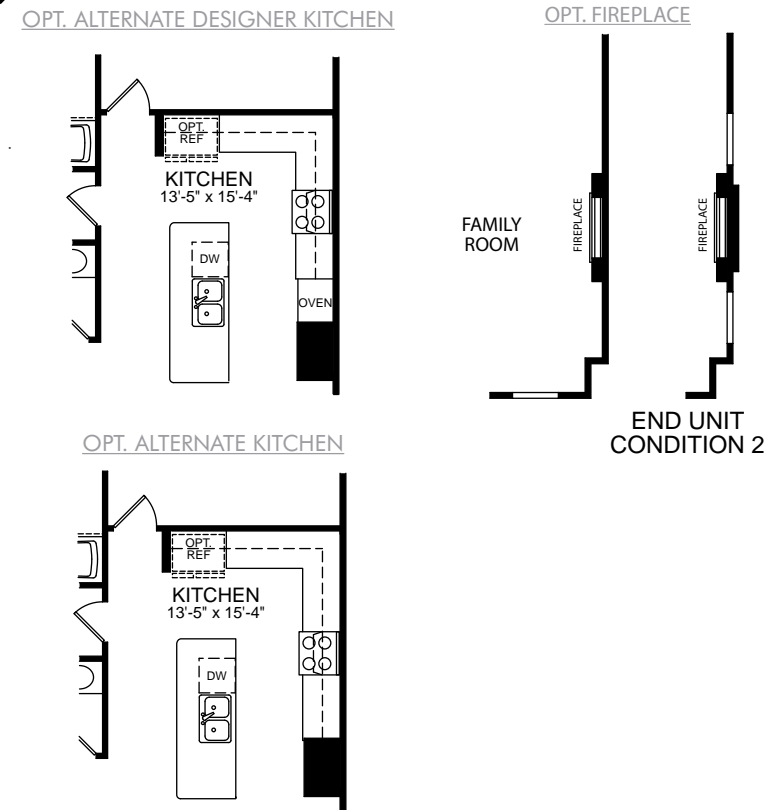 OPT. ALTERNATE DESIGNER KITCHEN
OPT.
REF
KITCHEN
13'-5" x 15'-4"
DW
OVEN
OPT. FIREPLACE
FAMILY
ROOM
FIREPLACE
FIREPLACE
END UNIT
CONDITION 2
OPT. ALTERNATE KITCHEN
OPT.
REF
KITCHEN
13'-5" x 15'-4"
DW